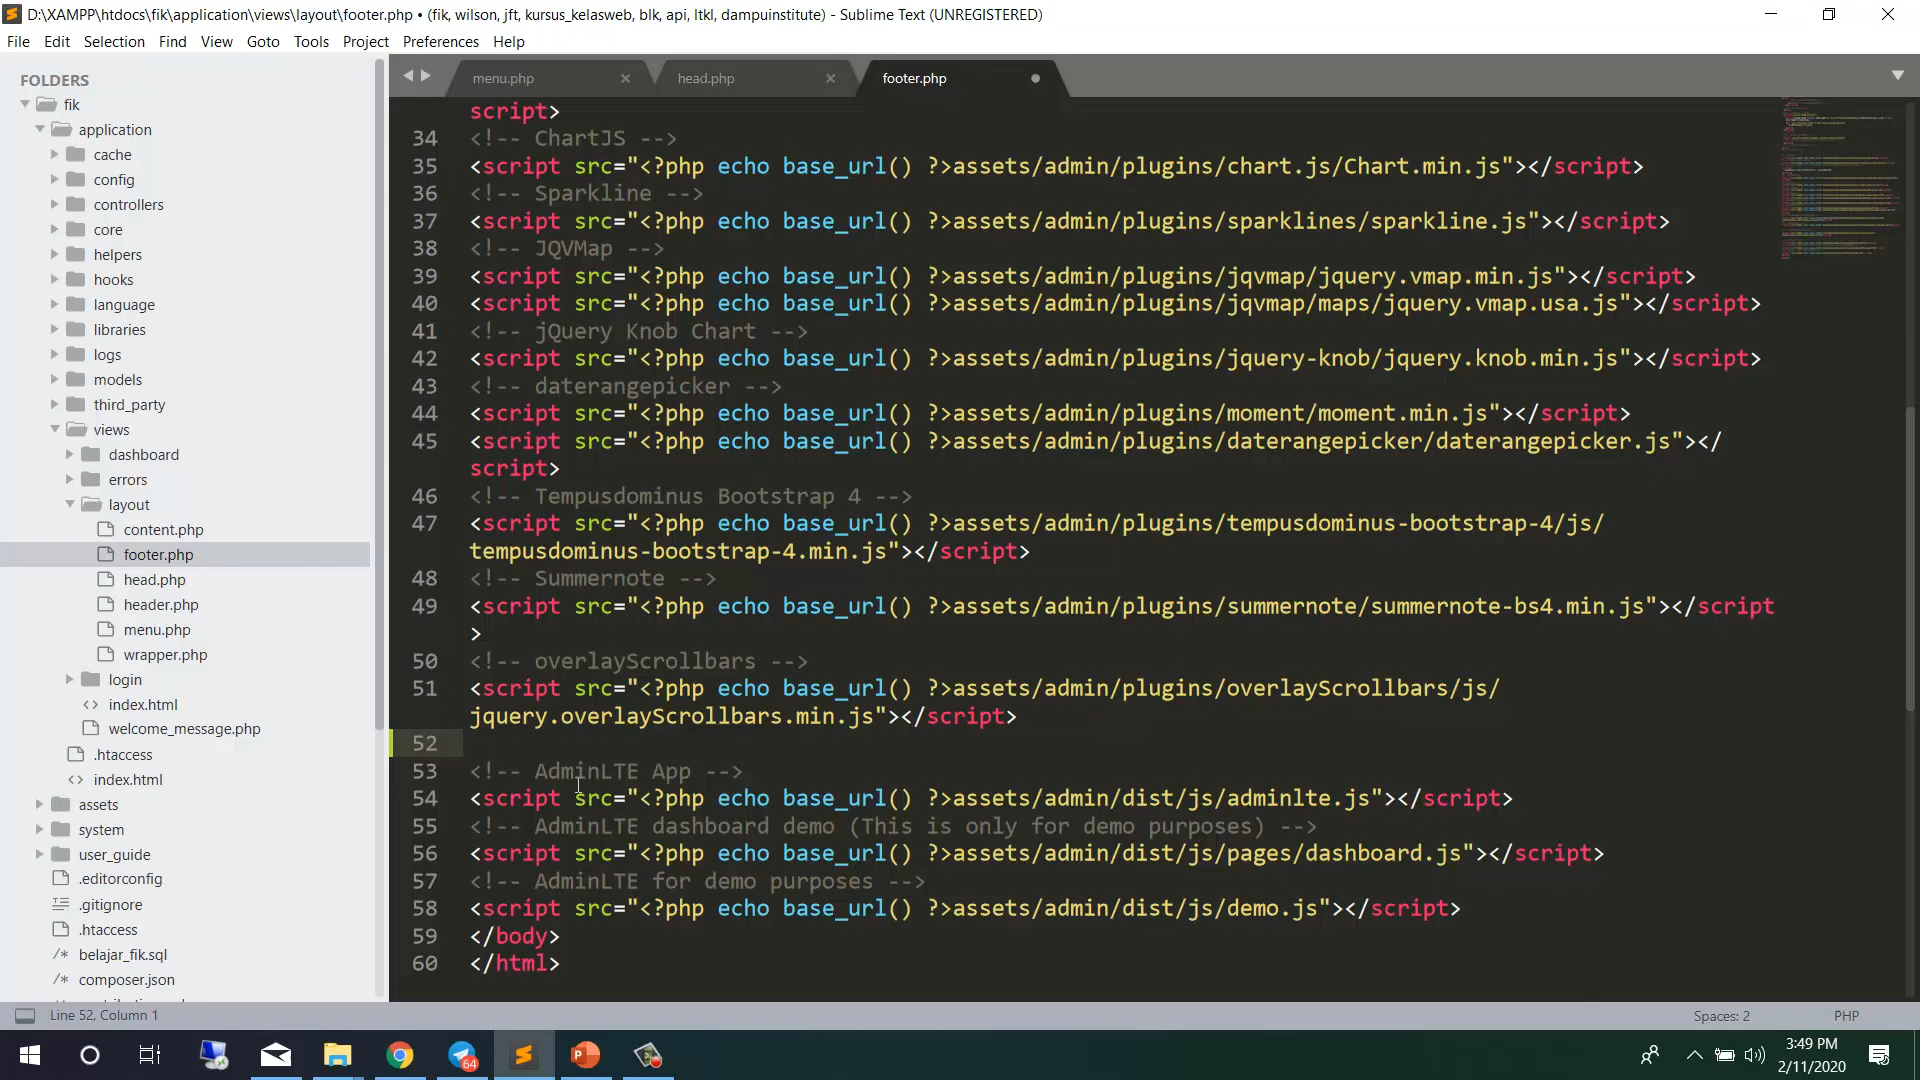 D:\XAMPP\htdocs\fik\application\views\layout\footer.php • (fik, wilson, jft, kursus_kelasweb, blk, api, ltkl, dampuinstitute) - Sublime Text (UNREGISTERED)
File Edit Selection Find View Goto Tools Project Preferences Help
FOLDERS
fik
application
cache
config
controllers
core
helpers
hooks
language
libraries
logs
models
third_party
views
dashboard
errors
layout
content.php
footer.php
head.php
header.php
menu.php
wrapper.php
login
index.html
welcome_message.php
.htaccess
index.html
assets
system
user_guide
.editorconfig
.gitignore
.htaccess
belajar_fik.sql
composer.json
menu.php head.php footer.php
script>
34 <!-- ChartJS -->
35 <script src="<?php echo base_url() ?>assets/admin/plugins/chart.js/Chart.min.js"></script>
36 <!-- Sparkline -->
37 <script src="<?php echo base_url() ?>assets/admin/plugins/sparklines/sparkline.js"></script>
38 <!-- JQVMap -->
39 <script src="<?php echo base_url() ?>assets/admin/plugins/jqvmap/jquery.vmap.min.js"></script>
40 <script src="<?php echo base_url() ?>assets/admin/plugins/jqvmap/maps/jquery.vmap.usa.js"></script>
41 <!-- jQuery Knob Chart -->
42 <script src="<?php echo base_url() ?>assets/admin/plugins/jquery-knob/jquery.knob.min.js"></script>
43 <!-- daterangepicker -->
44 <script src="<?php echo base_url() ?>assets/admin/plugins/moment/moment.min.js"></script>
45 <script src="<?php echo base_url() ?>assets/admin/plugins/daterangepicker/daterangepicker.js"></
script>
46 <!-- Tempusdominus Bootstrap 4 -->
47 <script src="<?php echo base_url() ?>assets/admin/plugins/tempusdominus-bootstrap-4/js/
tempusdominus-bootstrap-4.min.js"></script>
48 <!-- Summernote -->
49 <script src="<?php echo base_url() ?>assets/admin/plugins/summernote/summernote-bs4.min.js"></script
>
50 <!-- overlayScrollbars -->
51 <script src="<?php echo base_url() ?>assets/admin/plugins/overlayScrollbars/js/
jquery.overlayScrollbars.min.js"></script>
52
53 <!-- AdminLTE App -->
54 <script src="<?php echo base_url() ?>assets/admin/dist/js/adminlte.js"></script>
55 <!-- AdminLTE dashboard demo (This is only for demo purposes) -->
56 <script src="<?php echo base_url() ?>assets/admin/dist/js/pages/dashboard.js"></script>
57 <!-- AdminLTE for demo purposes -->
58 <script src="<?php echo base_url() ?>assets/admin/dist/js/demo.js"></script>
59 </body>
60 </html>
Line 52, Column 1
Spaces: 2 PHP
64
3:49 PM
2/11/2020